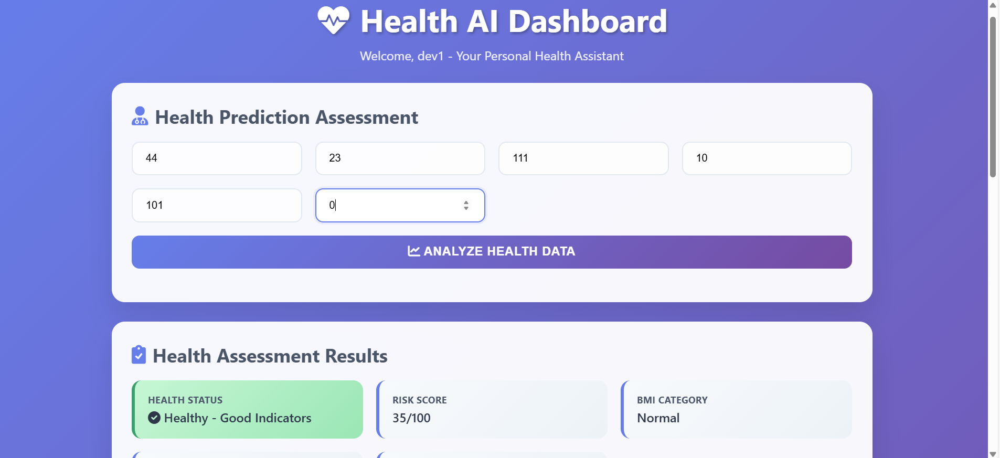 Health AI Dashboard
Welcome, dev1 - Your Personal Health Assistant
Health Prediction Assessment
44
23
111
10
101
0
ANALYZE HEALTH DATA
Health Assessment Results
HEALTH STATUS
Healthy - Good Indicators
RISK SCORE
35/100
BMI CATEGORY
Normal